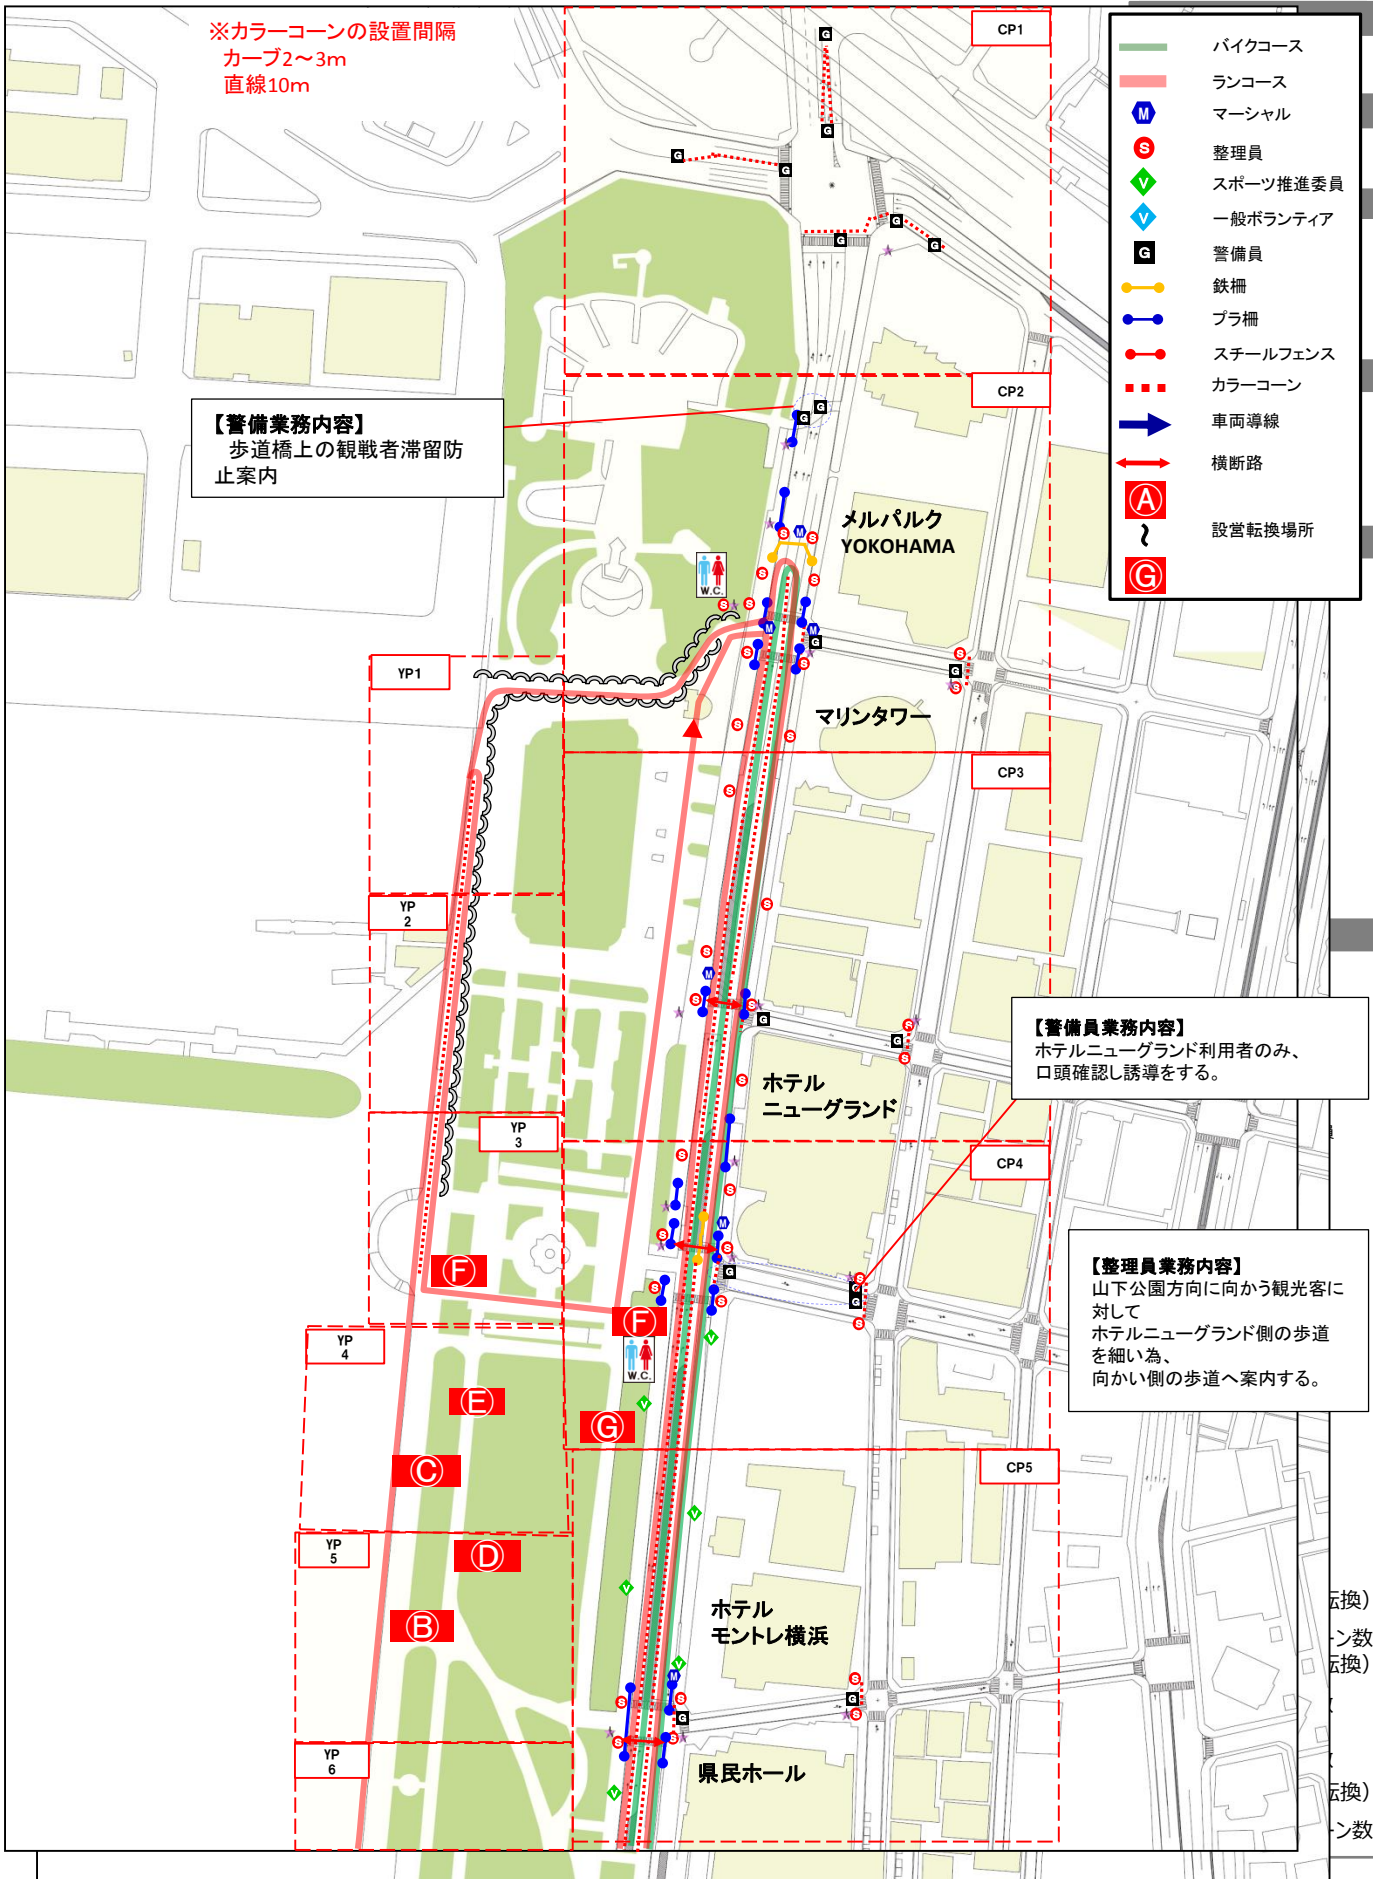 ※カラーコーンの設置間隔
カーブ2～3m
直線10m
CP1
バイクコース
ランコース
M
マーシャル
S
整理員
V
スポーツ推進委員
V
一般ボランティア
G
警備員
鉄柵
プラ柵
スチールフェンス
カラーコーン
車両導線
横断路
Ⓐ
設営転換場所
Ⓖ
CP2
【警備業務内容】
歩道橋上の観戦者滞留防
止案内
メルパルク
YOKOHAMA
W.C.
YP1
マリンタワー
CP3
YP
2
【警備員業務内容】
ホテルニューグランド利用者のみ、
口頭確認し誘導をする。
ホテル
ニューグランド
YP
3
CP4
【整理員業務内容】
山下公園方向に向かう観光客に
対して
ホテルニューグランド側の歩道
を細い為、
向かい側の歩道へ案内する。
Ⓕ
Ⓕ
W.C.
YP
4
Ⓔ
Ⓖ
Ⓒ
CP5
YP
5
Ⓓ
Ⓑ
ホテル
モントレ横浜
転換）
ーン数
転換）
YP
6
県民ホール
転換）
ーン数